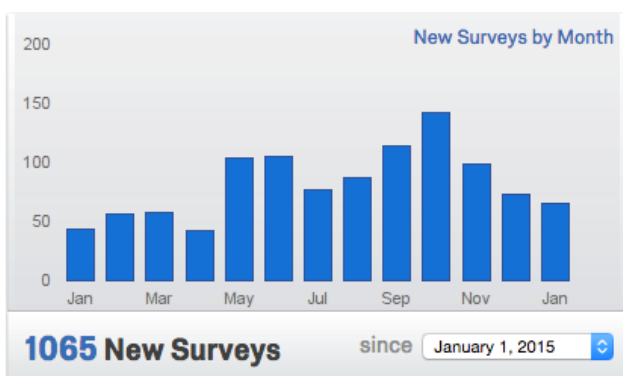 New Surveys by Month
200
150
100
50
0
Jan Mar May Jul Sep Nov Jan
1065 New Surveys since January 1, 2015